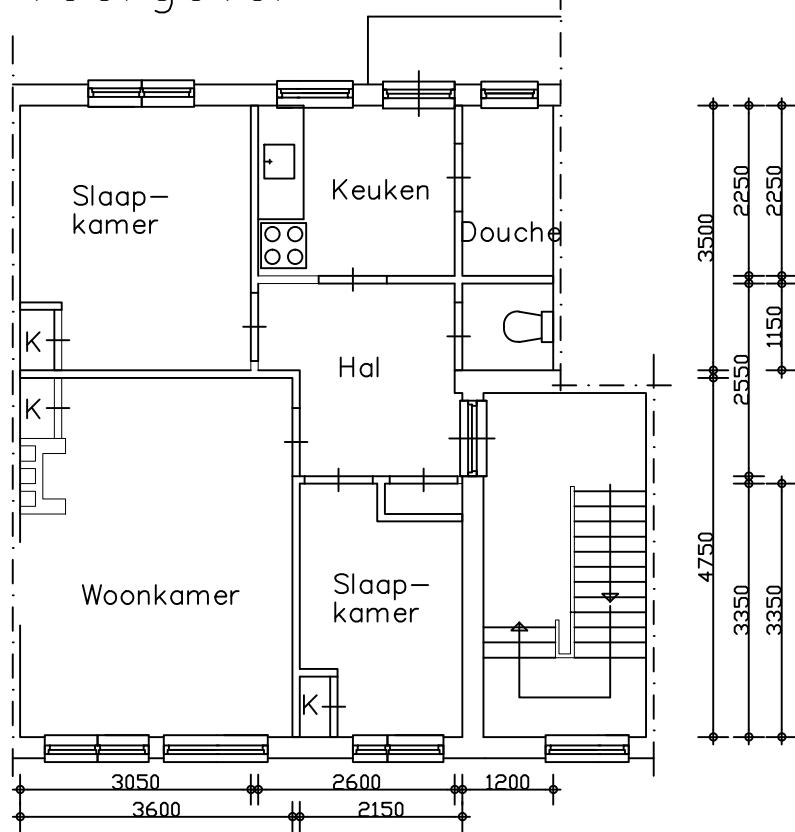 Slaap-
kamer
Keuken
Douche
K
Hal
K
Woonkamer
Slaap-
kamer
K
3500
2250
2250
2550
1150
4750
3350
3350
3050
2600
1200
3600
2150